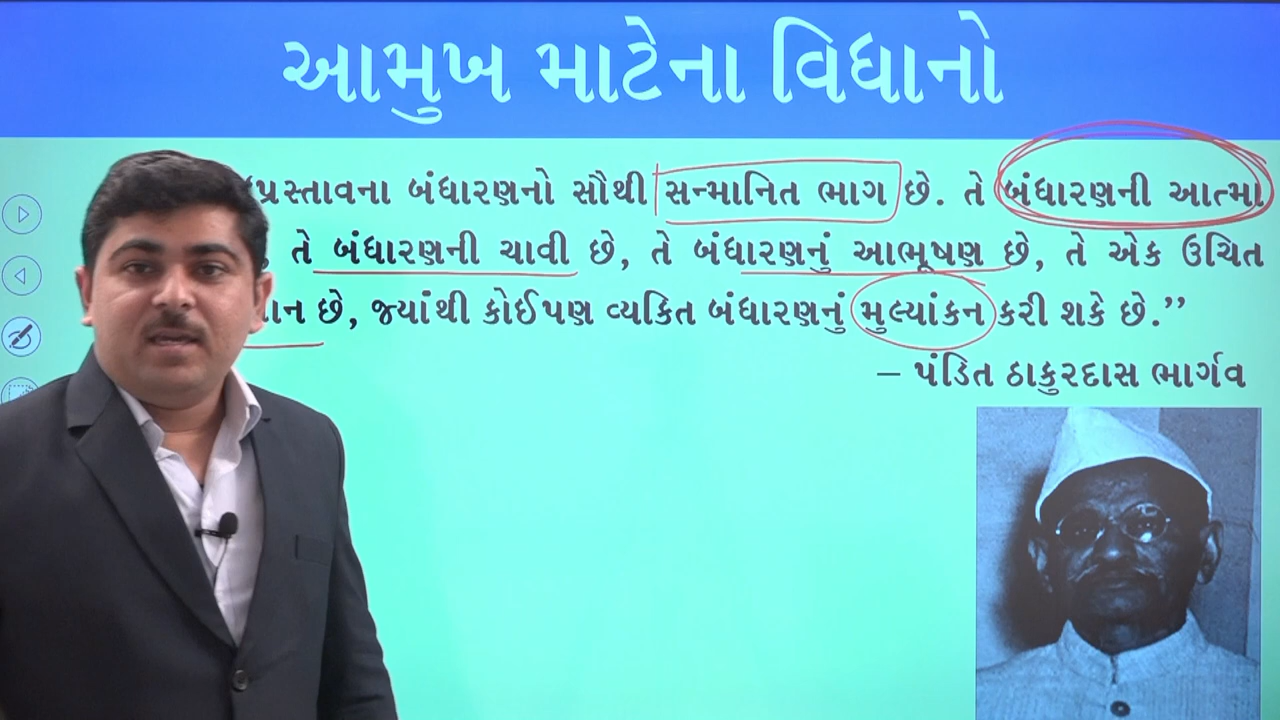 આમુખ માટેના વિધાનો
પ્રસ્તાવના બંધારણનો સૌથી સન્માનિત ભાગ છે. તે બંધારણની આત્મા
તે બંધારણની ચાવી છે, તે બંધારણનું આભૂષણ છે, તે એક ઉચિત
છે, જ્યાંથી કોઈપણ વ્યકિત બંધારણનું મુલ્યાંકન કરી શકે છે.’’
– પંડિત ઠાકુરદાસ ભાર્ગવ